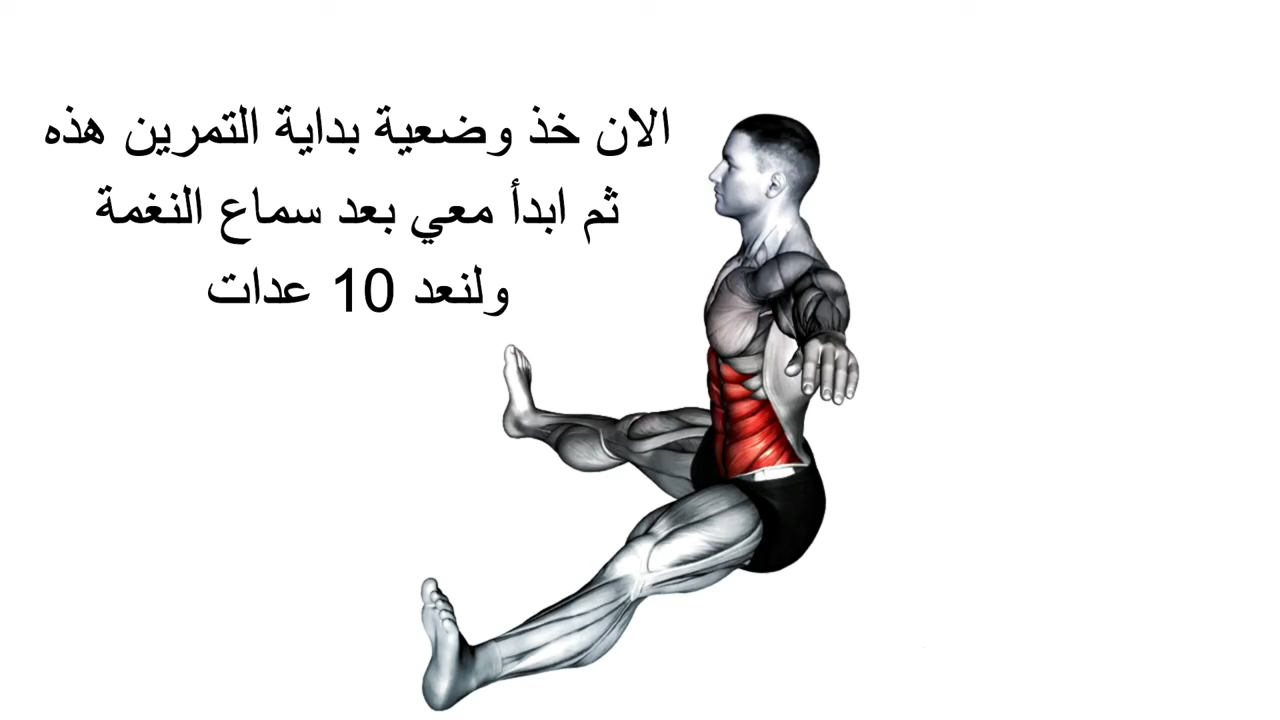 الان خذ وضعية بداية التمرين هذه
ثم ابدأ معي بعد سماع النغمة
ولنعد 10 عدات